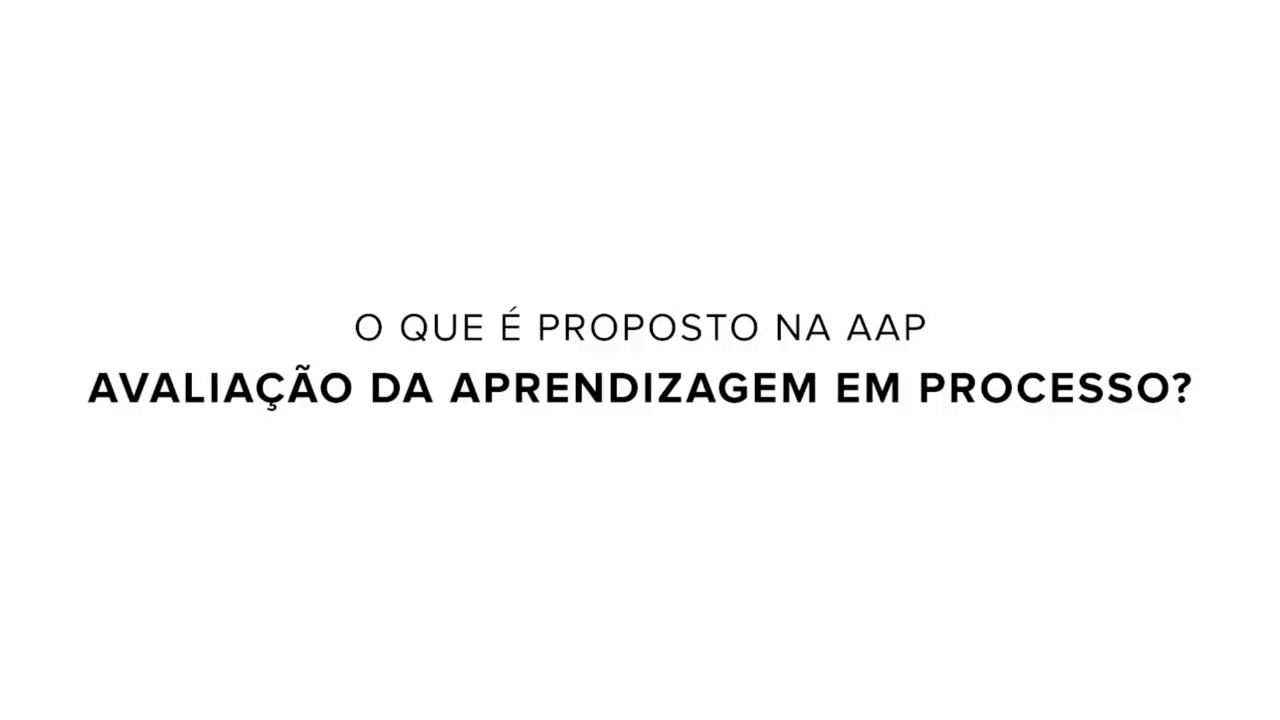 O QUE É PROPOSTO NA AAP
AVALIAÇÃO DA APRENDIZAGEM EM PROCESSO?